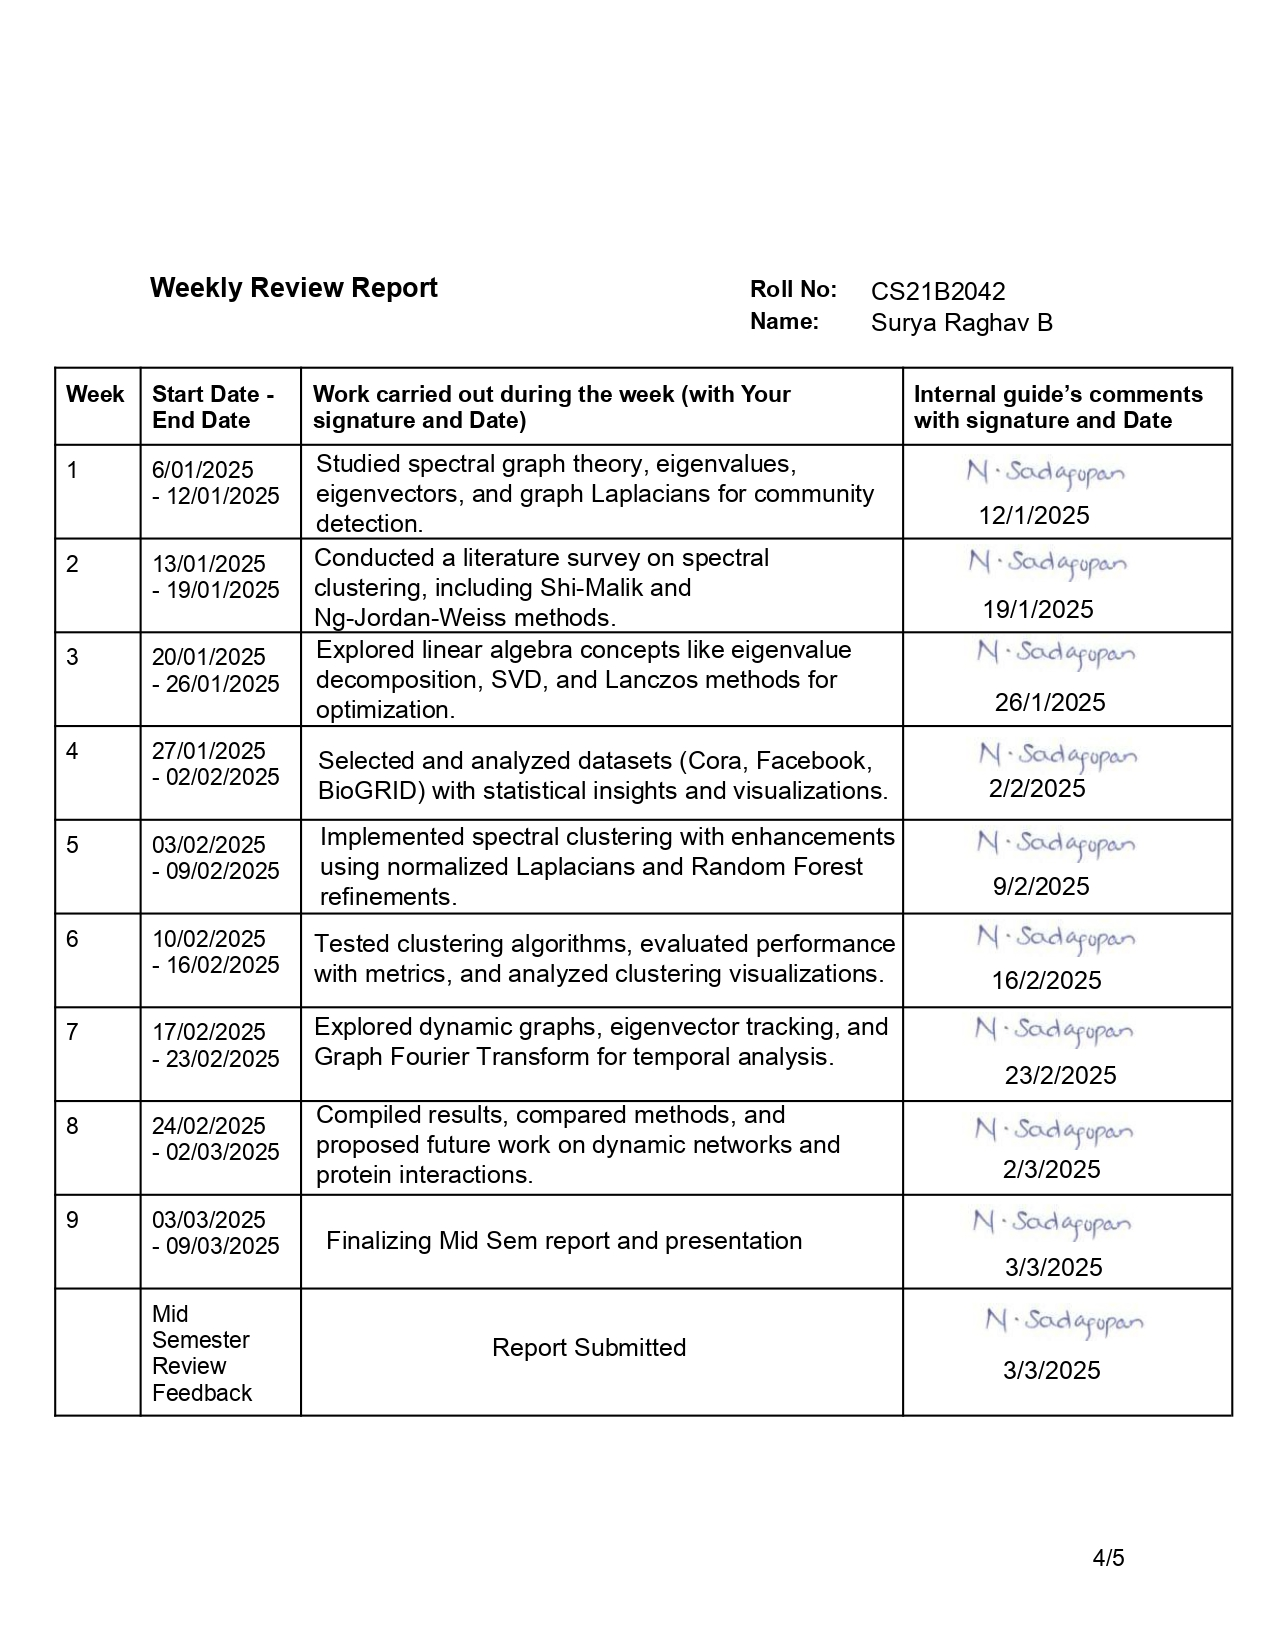 Weekly Review Report
Roll No: CS21B2042
Name: Surya Raghav B
Week
Start Date -
End Date
Work carried out during the week (with Your
signature and Date)
Internal guide’s comments
with signature and Date
1
6/01/2025
- 12/01/2025
Studied spectral graph theory, eigenvalues,
eigenvectors, and graph Laplacians for community
detection.
N. Sadagopan
12/1/2025
2
13/01/2025
- 19/01/2025
Conducted a literature survey on spectral
clustering, including Shi-Malik and
Ng-Jordan-Weiss methods.
N. Sadagopan
19/1/2025
3
20/01/2025
- 26/01/2025
Explored linear algebra concepts like eigenvalue
decomposition, SVD, and Lanczos methods for
optimization.
N. Sadagopan
26/1/2025
4
27/01/2025
- 02/02/2025
Selected and analyzed datasets (Cora, Facebook,
BioGRID) with statistical insights and visualizations.
N. Sadagopan
2/2/2025
5
03/02/2025
- 09/02/2025
Implemented spectral clustering with enhancements
using normalized Laplacians and Random Forest
refinements.
N. Sadagopan
9/2/2025
6
10/02/2025
- 16/02/2025
Tested clustering algorithms, evaluated performance
with metrics, and analyzed clustering visualizations.
N. Sadagopan
16/2/2025
7
17/02/2025
- 23/02/2025
Explored dynamic graphs, eigenvector tracking, and
Graph Fourier Transform for temporal analysis.
N. Sadagopan
23/2/2025
8
24/02/2025
- 02/03/2025
Compiled results, compared methods, and
proposed future work on dynamic networks and
protein interactions.
N. Sadagopan
2/3/2025
9
03/03/2025
- 09/03/2025
Finalizing Mid Sem report and presentation
N. Sadagopan
3/3/2025
Mid
Semester
Review
Feedback
Report Submitted
N. Sadagopan
3/3/2025
4/5